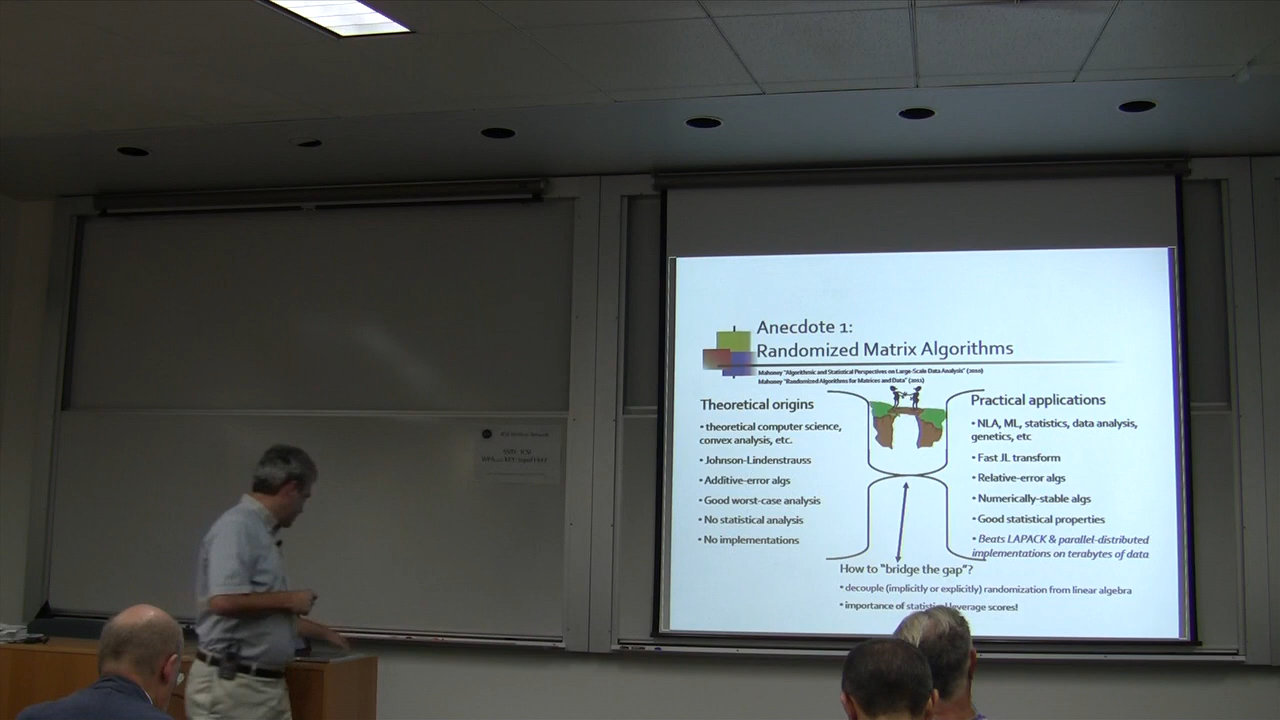 Anecdote 1:
Randomized Matrix Algorithms
Mahoney "Algorithmic and Statistical Perspectives on Large-Scale Data Analysis" (2010)
Mahoney "Randomized Algorithms for Matrices and Data" (2011)
Theoretical origins
• theoretical computer science,
convex analysis, etc.
• Johnson-Lindenstrauss
• Additive-error algs
• Good worst-case analysis
• No statistical analysis
• No implementations
Practical applications
• NLA, ML, statistics, data analysis,
genetics, etc
• Fast JL transform
• Relative-error algs
• Numerically-stable algs
• Good statistical properties
• Beats LAPACK & parallel-distributed
implementations on terabytes of data
How to "bridge the gap"?
• decouple (implicitly or explicitly) randomization from linear algebra
• importance of statistical leverage scores!